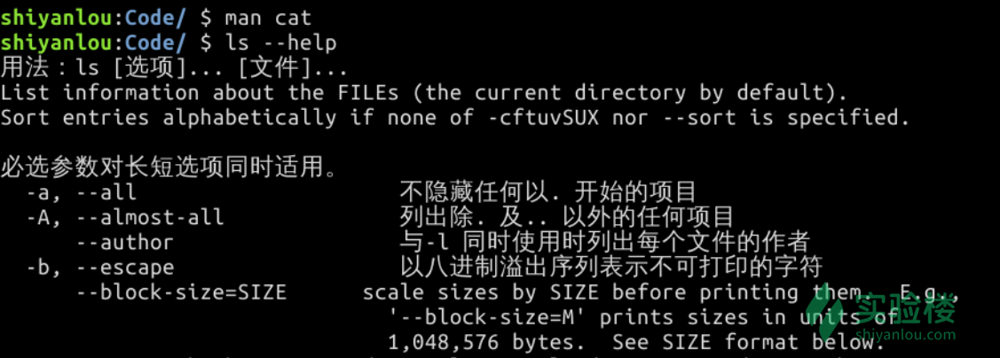 shiyanlou:Code/ $ man cat
shiyanlou:Code/ $ ls --help
用法：ls [选项]... [文件]...
List information about the FILEs (the current directory by default).
Sort entries alphabetically if none of -cftuvSUX nor --sort is specified.
必选参数对长短选项同时适用。
-a, --all 不隐藏任何以. 开始的项目
-A, --almost-all 列出除. 及.. 以外的任何项目
--author 与-l 同时使用时列出每个文件的作者
-b, --escape 以八进制溢出序列表示不可打印的字符
--block-size=SIZE scale sizes by SIZE before printing them. E.g.,
'--block-size=M' prints sizes in units of
1,048,576 bytes. See SIZE format below.
实验楼
shiyanlou.com